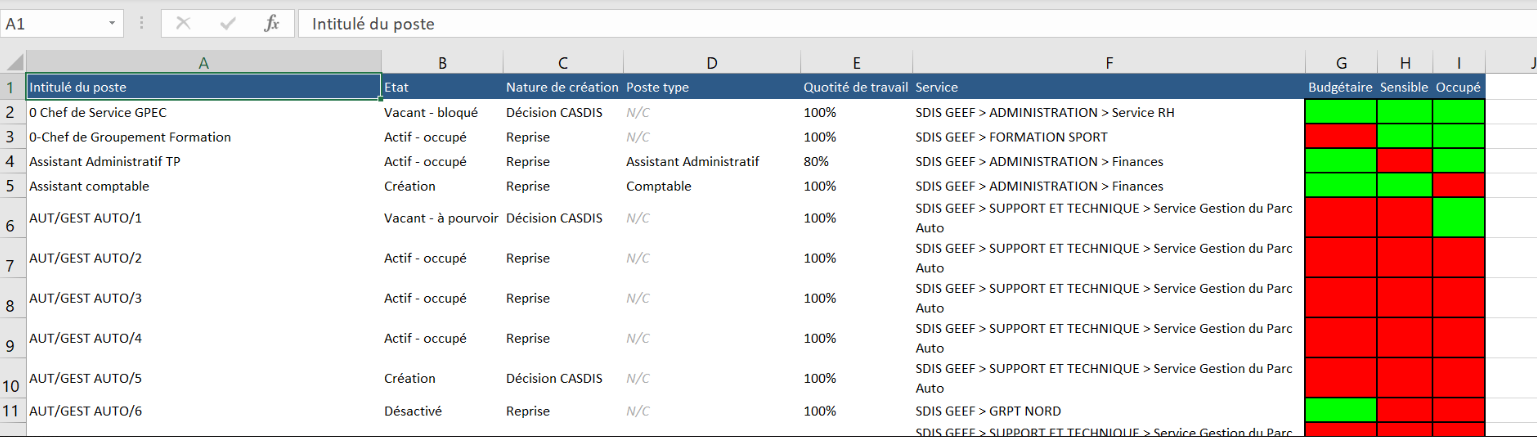 A1 fx Intitulé du poste
A B C D E F G H I J
1 Intitulé du poste Etat Nature de création Poste type Quotité de travail Service Budgétaire Sensible Occupé
2 0 Chef de Service GPEC Vacant - bloqué Décision CASDIS N/C 100% SDIS GEEF > ADMINISTRATION > Service RH
3 0-Chef de Groupement Formation Actif - occupé Reprise N/C 100% SDIS GEEF > FORMATION SPORT
4 Assistant Administratif TP Actif - occupé Reprise Assistant Administratif 80% SDIS GEEF > ADMINISTRATION > Finances
5 Assistant comptable Création Reprise Comptable 100% SDIS GEEF > ADMINISTRATION > Finances
6 AUT/GEST AUTO/1 Vacant - à pourvoir Décision CASDIS N/C 100% SDIS GEEF > SUPPORT ET TECHNIQUE > Service Gestion du Parc
Auto
7 AUT/GEST AUTO/2 Actif - occupé Reprise N/C 100% SDIS GEEF > SUPPORT ET TECHNIQUE > Service Gestion du Parc
Auto
8 AUT/GEST AUTO/3 Actif - occupé Reprise N/C 100% SDIS GEEF > SUPPORT ET TECHNIQUE > Service Gestion du Parc
Auto
9 AUT/GEST AUTO/4 Actif - occupé Reprise N/C 100% SDIS GEEF > SUPPORT ET TECHNIQUE > Service Gestion du Parc
Auto
10 AUT/GEST AUTO/5 Création Décision CASDIS N/C 100% SDIS GEEF > SUPPORT ET TECHNIQUE > Service Gestion du Parc
Auto
11 AUT/GEST AUTO/6 Désactivé Reprise N/C 100% SDIS GEEF > GRPT NORD
SDIS GEEF > SUPPORT ET TECHNIQUE > Service Gestion du Parc